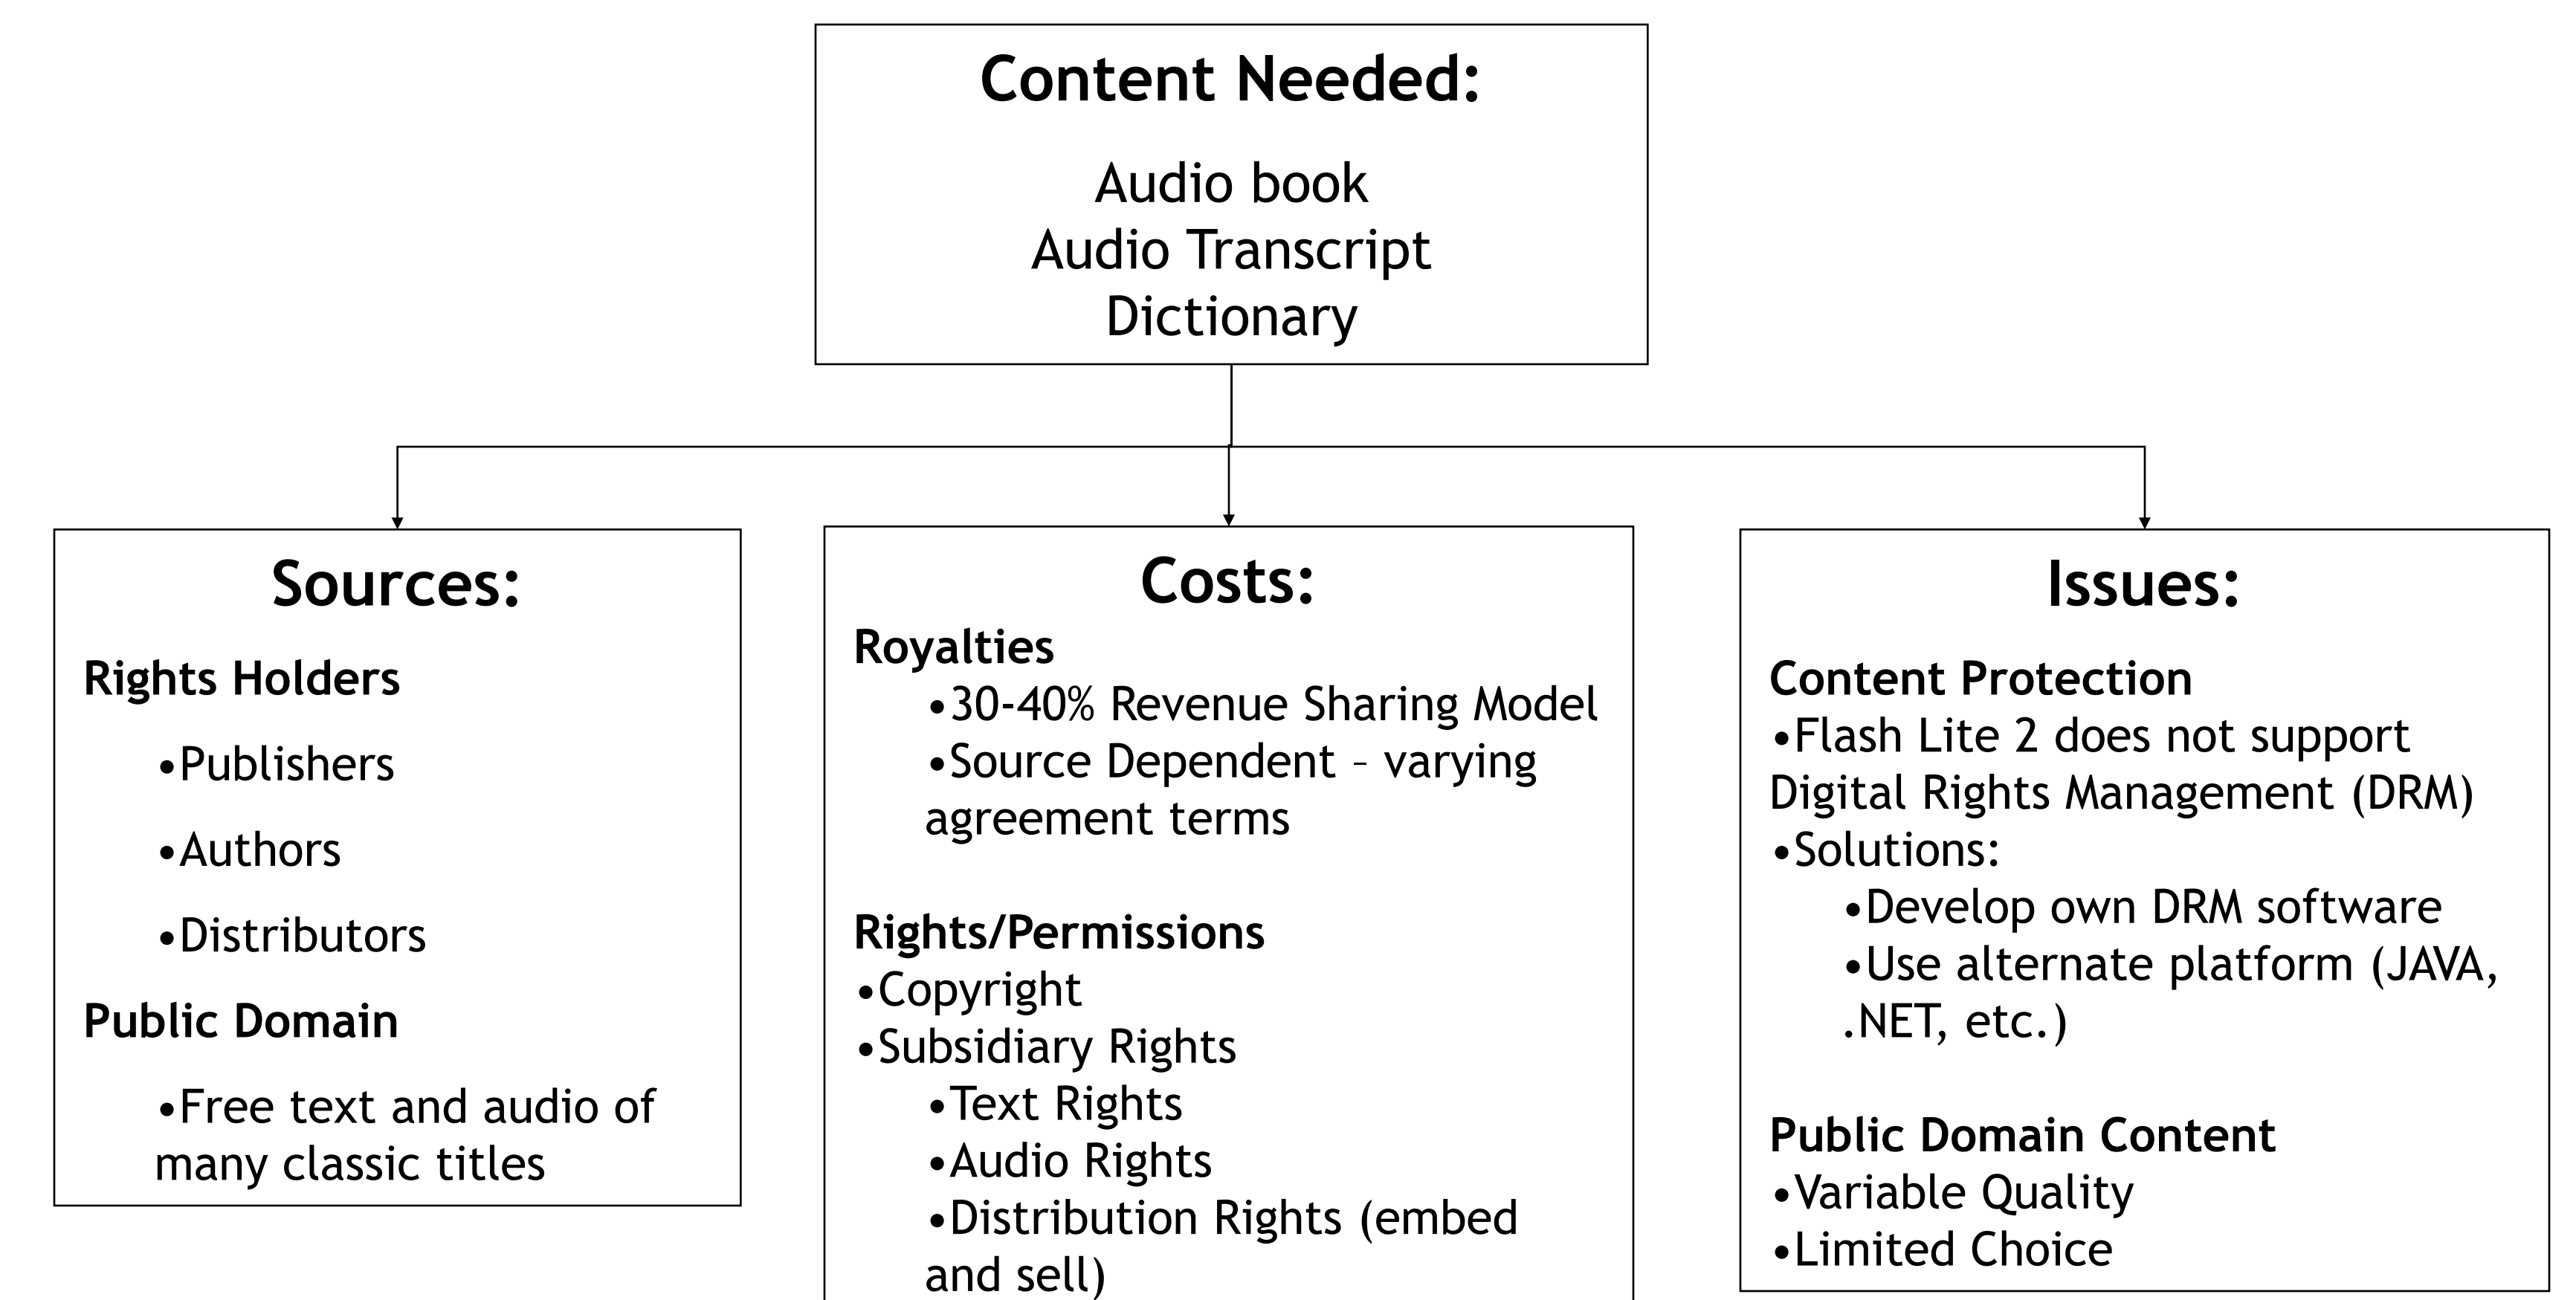 Content Needed:
Audio book
Audio Transcript
Dictionary
Sources:
Rights Holders
•Publishers
•Authors
•Distributors
Public Domain
•Free text and audio of
many classic titles
Costs:
Royalties
•30-40% Revenue Sharing Model
•Source Dependent – varying
agreement terms
Rights/Permissions
•Copyright
•Subsidiary Rights
•Text Rights
•Audio Rights
•Distribution Rights (embed
and sell)
Issues:
Content Protection
•Flash Lite 2 does not support
Digital Rights Management (DRM)
•Solutions:
•Develop own DRM software
•Use alternate platform (JAVA,
.NET, etc.)
Public Domain Content
•Variable Quality
•Limited Choice